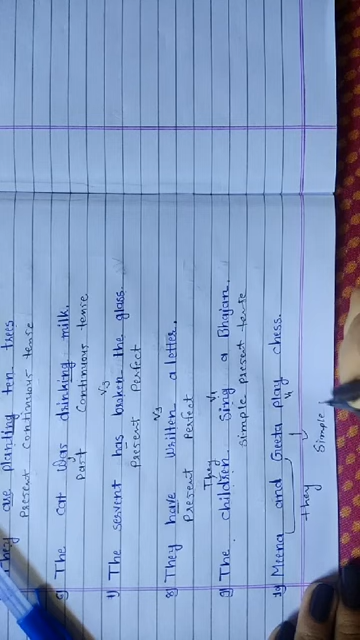 They are planting ten trees
Present continuous tense
The cat was drinking milk.
past continuous tense
V3
7) The servent has broken the glass.
Present Perfect
V3
8) They have written a letter.
Present Perfect
They V1
9) The children Sing a Bhajan.
simple present tense
10) Meena and Geeta play chess.
V1
They
Simple